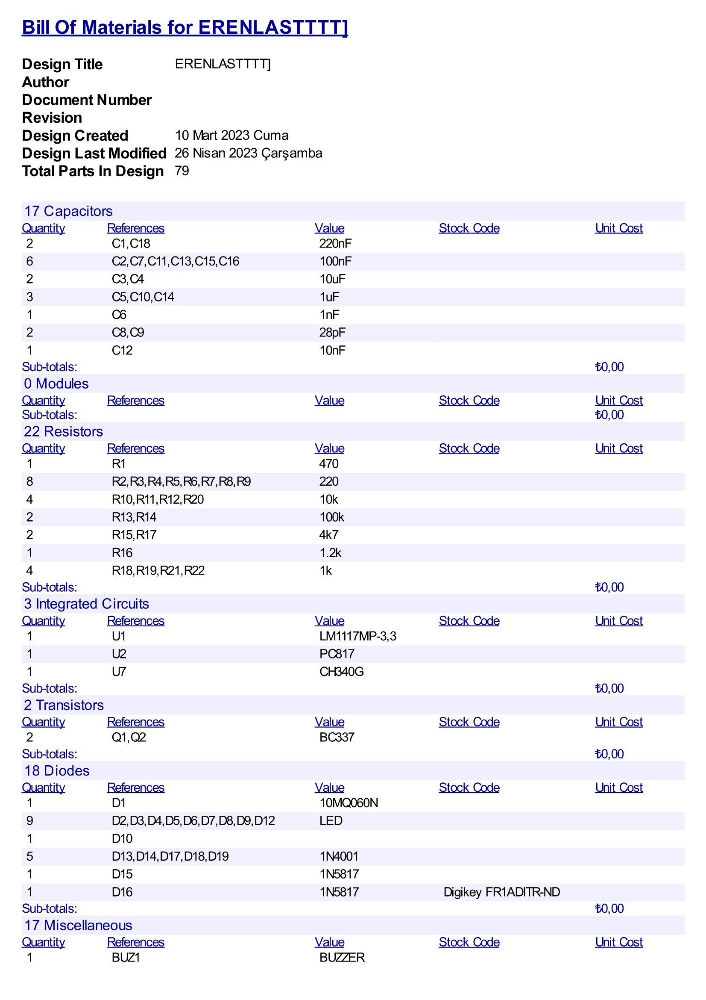 Bill Of Materials for ERENLASTTTT]
Design Title ERENLASTTTT]
Author
Document Number
Revision
Design Created 10 Mart 2023 Cuma
Design Last Modified 26 Nisan 2023 Çarşamba
Total Parts In Design 79
17 Capacitors
Quantity References Value Stock Code Unit Cost
2 C1,C18 220nF
6 C2,C7,C11,C13,C15,C16 100nF
2 C3,C4 10uF
3 C5,C10,C14 1uF
1 C6 1nF
2 C8,C9 28pF
1 C12 10nF
Sub-totals: ₺0,00
0 Modules
Quantity References Value Stock Code Unit Cost
Sub-totals: ₺0,00
22 Resistors
Quantity References Value Stock Code Unit Cost
1 R1 470
8 R2,R3,R4,R5,R6,R7,R8,R9 220
4 R10,R11,R12,R20 10k
2 R13,R14 100k
2 R15,R17 4k7
1 R16 1.2k
4 R18,R19,R21,R22 1k
Sub-totals: ₺0,00
3 Integrated Circuits
Quantity References Value Stock Code Unit Cost
1 U1 LM1117MP-3,3
1 U2 PC817
1 U7 CH340G
Sub-totals: ₺0,00
2 Transistors
Quantity References Value Stock Code Unit Cost
2 Q1,Q2 BC337
Sub-totals: ₺0,00
18 Diodes
Quantity References Value Stock Code Unit Cost
1 D1 10MQ060N
9 D2,D3,D4,D5,D6,D7,D8,D9,D12 LED
1 D10
5 D13,D14,D17,D18,D19 1N4001
1 D15 1N5817
1 D16 1N5817 Digikey FR1ADITR-ND
Sub-totals: ₺0,00
17 Miscellaneous
Quantity References Value Stock Code Unit Cost
1 BUZ1 BUZZER